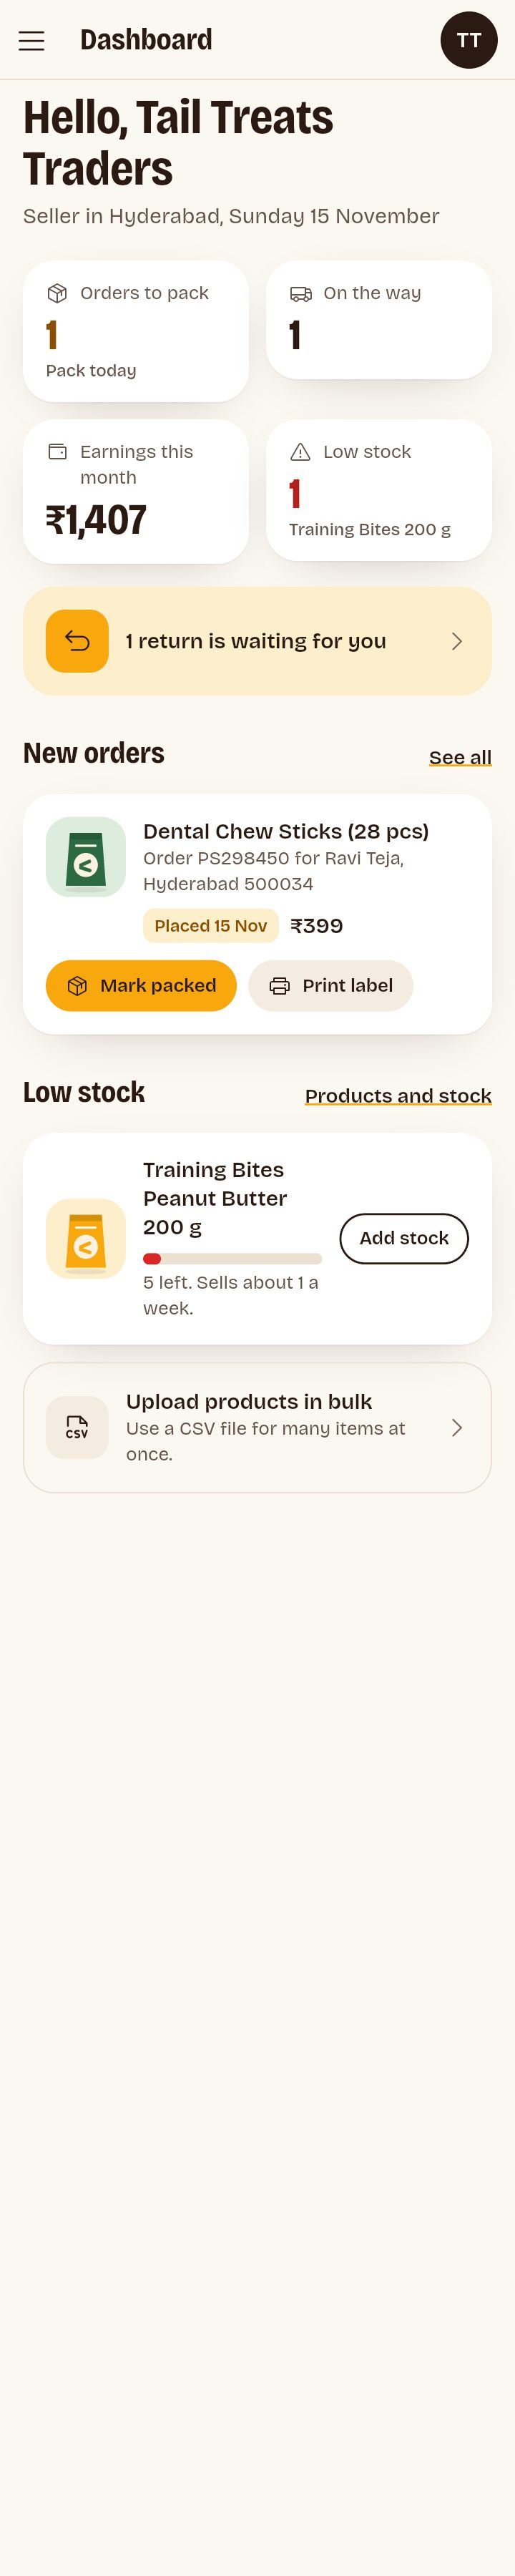 Dashboard
TT
Hello, Tail Treats
Traders
Seller in Hyderabad, Sunday 15 November
Orders to pack
1
Pack today
On the way
1
Earnings this
month
₹1,407
Low stock
1
Training Bites 200 g
1 return is waiting for you
New orders
See all
Dental Chew Sticks (28 pcs)
Order PS298450 for Ravi Teja,
Hyderabad 500034
Placed 15 Nov
₹399
Mark packed
Print label
Low stock
Products and stock
Training Bites
Peanut Butter
200 g
5 left. Sells about 1 a
week.
Add stock
CSV
Upload products in bulk
Use a CSV file for many items at
once.